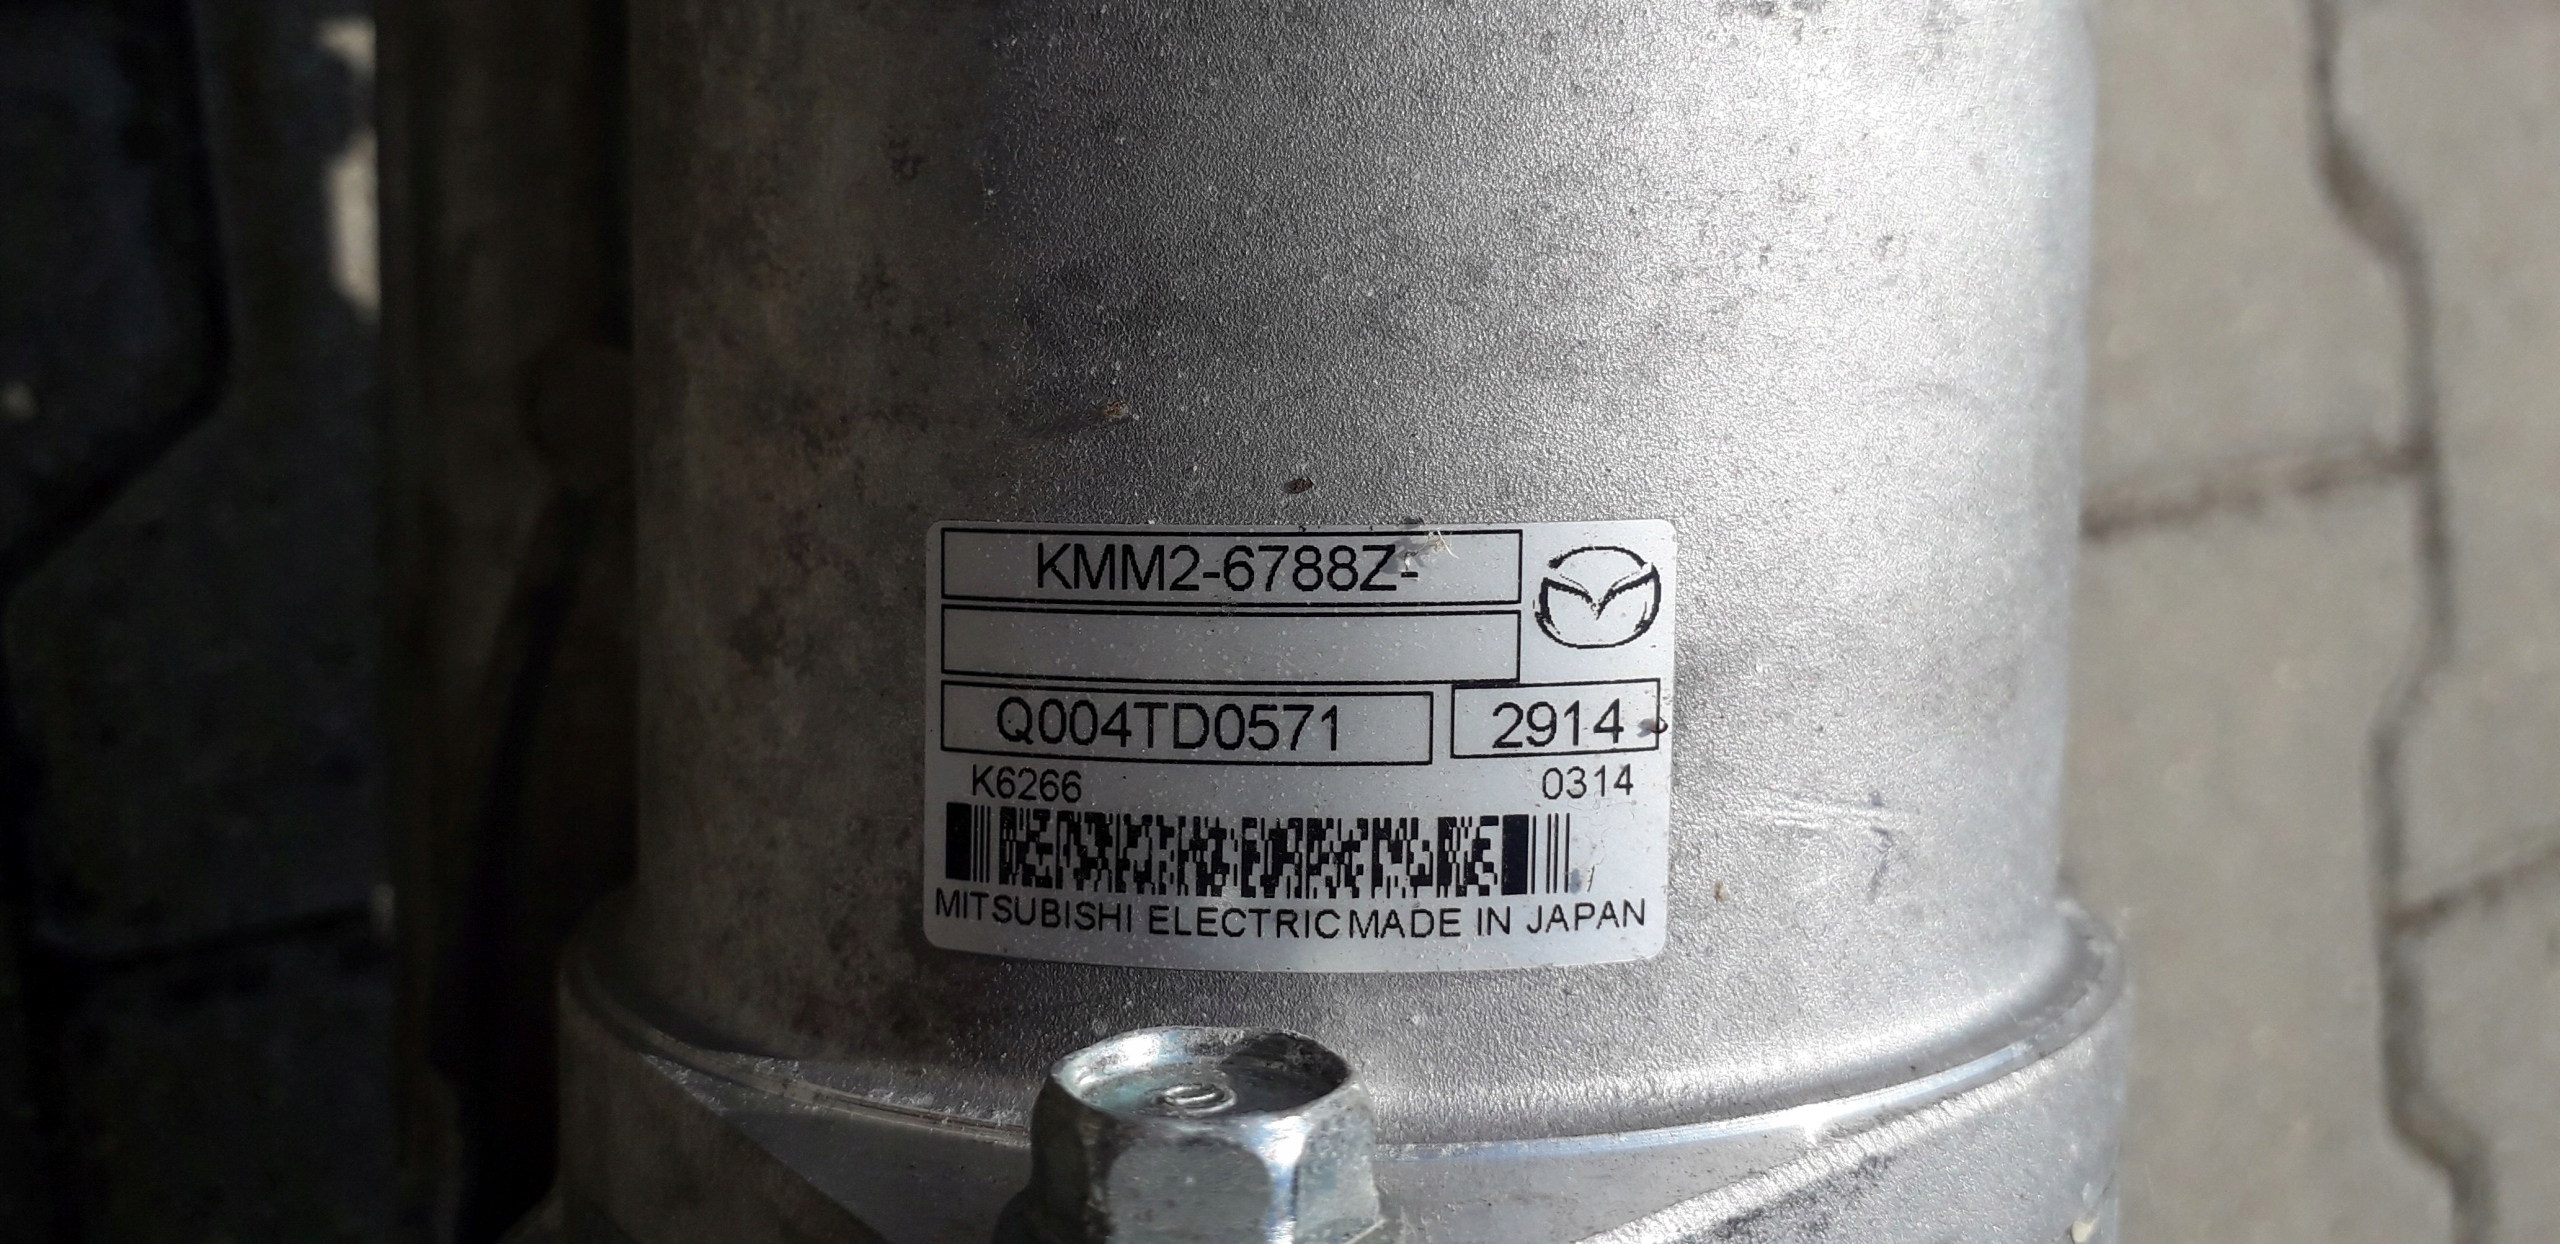 KMM2-6788Z-
Q004TD0571 2914
K6266 0314
MITSUBISHI ELECTRIC MADE IN JAPAN